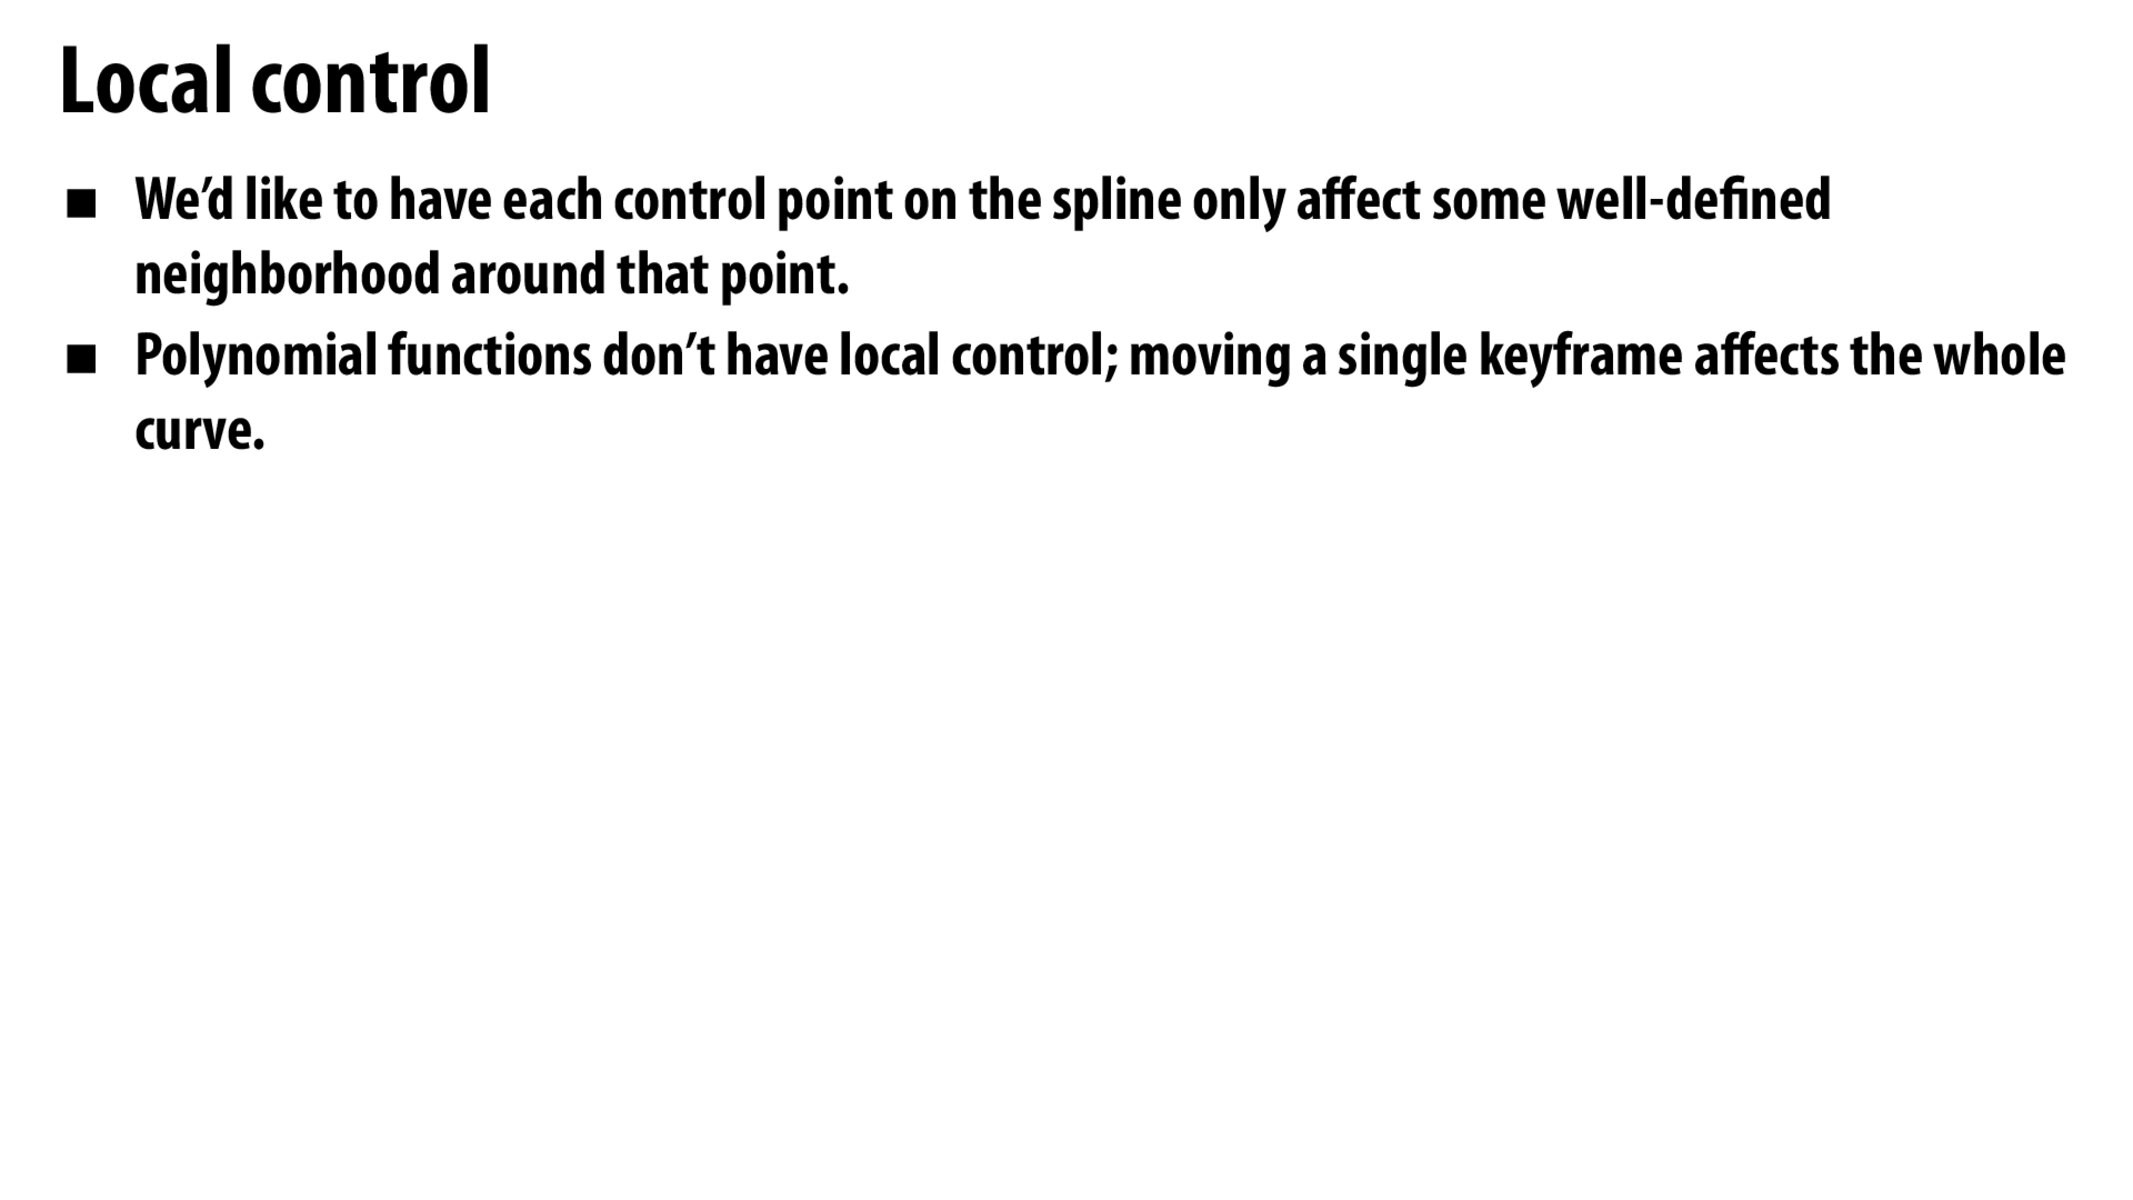 Local control
■ We’d like to have each control point on the spline only affect some well-defined
neighborhood around that point.
■ Polynomial functions don’t have local control; moving a single keyframe affects the whole
curve.